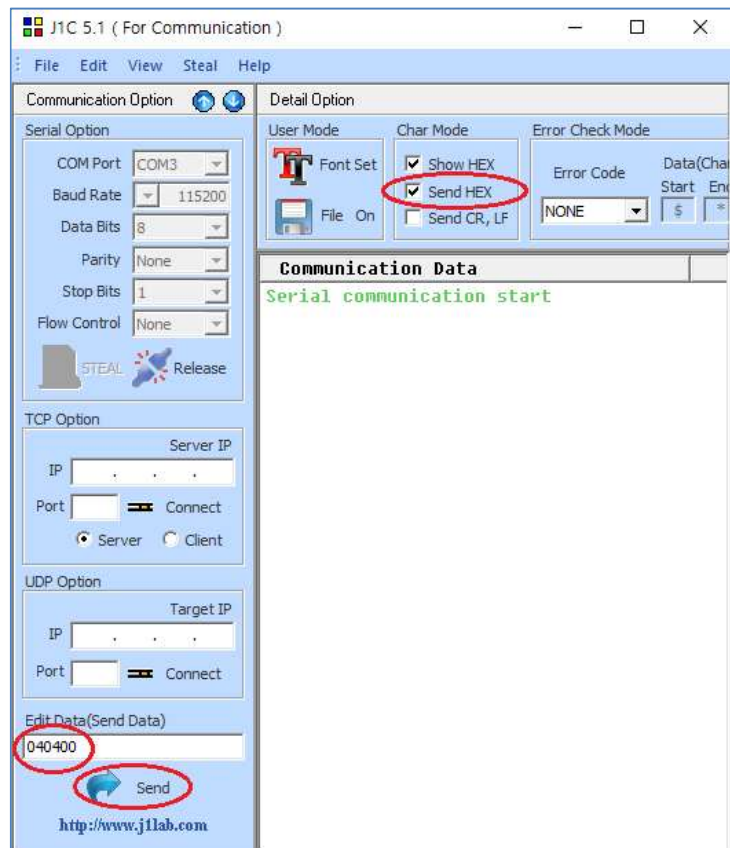 J1C 5.1 ( For Communication )
File Edit View Steal Help
Communication Option
Serial Option
COM Port COM3
Baud Rate 115200
Data Bits 8
Parity None
Stop Bits 1
Flow Control None
STEAL Release
TCP Option
Server IP
IP . . .
Port Connect
Server Client
UDP Option
Target IP
IP . . .
Port Connect
Edit Data(Send Data)
040400
Send
http://www.j1lab.com
Detail Option
User Mode
Font Set
File On
Char Mode
Show HEX
Send HEX
Send CR, LF
Error Check Mode
Error Code
NONE
Data(Char
Start End
$ *
Communication Data
Serial communication start